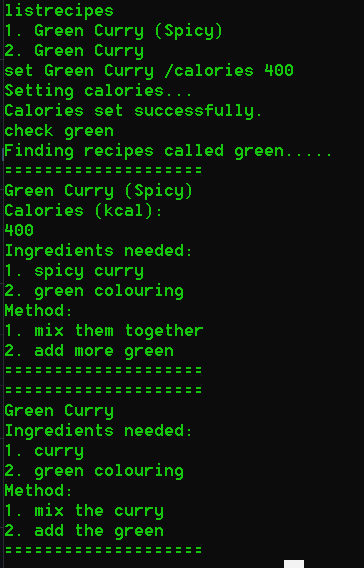 listrecipes
1. Green Curry (Spicy)
2. Green Curry
set Green Curry /calories 400
Setting calories...
Calories set successfully.
check green
Finding recipes called green.....
====================
Green Curry (Spicy)
Calories (kcal):
400
Ingredients needed:
1. spicy curry
2. green colouring
Method:
1. mix them together
2. add more green
====================
====================
Green Curry
Ingredients needed:
1. curry
2. green colouring
Method:
1. mix the curry
2. add the green
====================